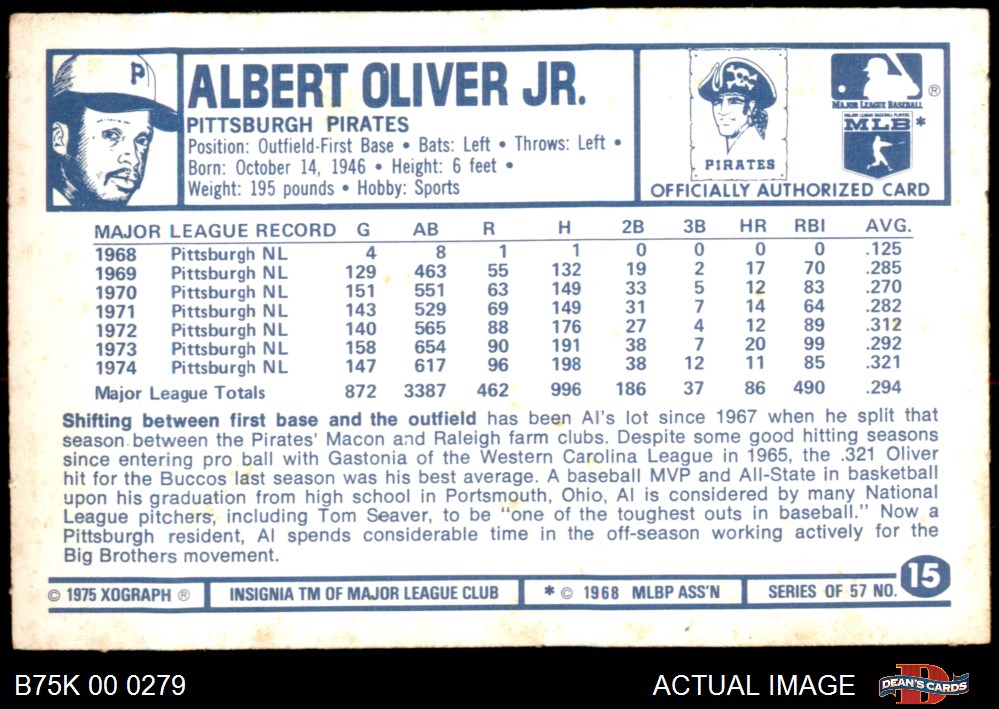 P
ALBERT OLIVER JR.
PITTSBURGH PIRATES
Position: Outfield-First Base • Bats: Left • Throws: Left •
Born: October 14, 1946 • Height: 6 feet •
Weight: 195 pounds • Hobby: Sports
PIRATES
MAJOR LEAGUE BASEBALL ®
MAJOR LEAGUE BASEBALL PLAYERS
MLB *
OFFICIALLY AUTHORIZED CARD
MAJOR LEAGUE RECORD G AB R H 2B 3B HR RBI AVG.
1968 Pittsburgh NL 4 8 1 1 0 0 0 0 .125
1969 Pittsburgh NL 129 463 55 132 19 2 17 70 .285
1970 Pittsburgh NL 151 551 63 149 33 5 12 83 .270
1971 Pittsburgh NL 143 529 69 149 31 7 14 64 .282
1972 Pittsburgh NL 140 565 88 176 27 4 12 89 .312
1973 Pittsburgh NL 158 654 90 191 38 7 20 99 .292
1974 Pittsburgh NL 147 617 96 198 38 12 11 85 .321
Major League Totals 872 3387 462 996 186 37 86 490 .294
Shifting between first base and the outfield has been Al's lot since 1967 when he split that
season between the Pirates' Macon and Raleigh farm clubs. Despite some good hitting seasons
since entering pro ball with Gastonia of the Western Carolina League in 1965, the .321 Oliver
hit for the Buccos last season was his best average. A baseball MVP and All-State in basketball
upon his graduation from high school in Portsmouth, Ohio, Al is considered by many National
League pitchers, including Tom Seaver, to be "one of the toughest outs in baseball." Now a
Pittsburgh resident, Al spends considerable time in the off-season working actively for the
Big Brothers movement.
© 1975 XOGRAPH ® INSIGNIA TM OF MAJOR LEAGUE CLUB * © 1968 MLBP ASS'N SERIES OF 57 NO. 15
B75K 00 0279 ACTUAL IMAGE D DEAN'S CARDS